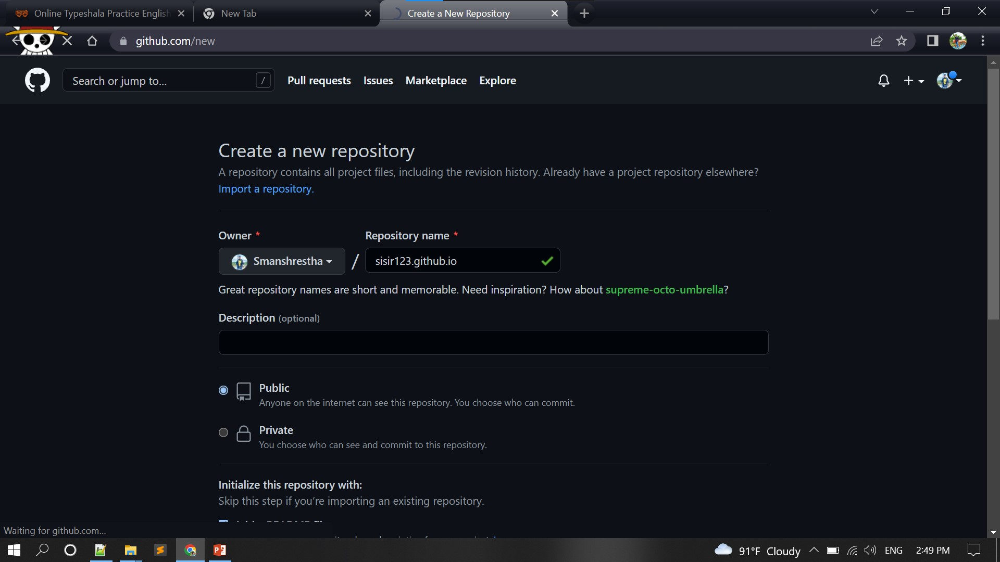 Online Typeshala Practice English
New Tab
Create a New Repository
github.com/new
Search or jump to...
/
Pull requests
Issues
Marketplace
Explore
Create a new repository
A repository contains all project files, including the revision history. Already have a project repository elsewhere?
Import a repository.
Owner *
Repository name *
Smanshrestha
/
sisir123.github.io
Great repository names are short and memorable. Need inspiration? How about supreme-octo-umbrella?
Description (optional)
Public
Anyone on the internet can see this repository. You choose who can commit.
Private
You choose who can see and commit to this repository.
Initialize this repository with:
Skip this step if you're importing an existing repository.
Waiting for github.com...
91°F Cloudy
ENG
2:49 PM